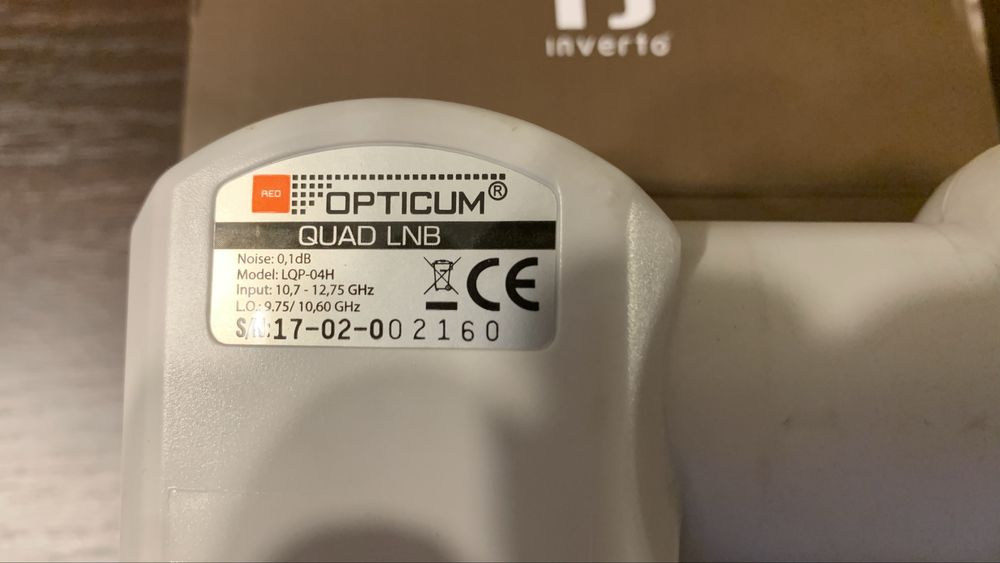 inverto
RED OPTICUM®
QUAD LNB
Noise: 0,1dB
Model: LQP-04H
Input: 10,7 - 12,75 GHz
L.O.: 9.75/ 10,60 GHz
S/N:17-02-002160
CE